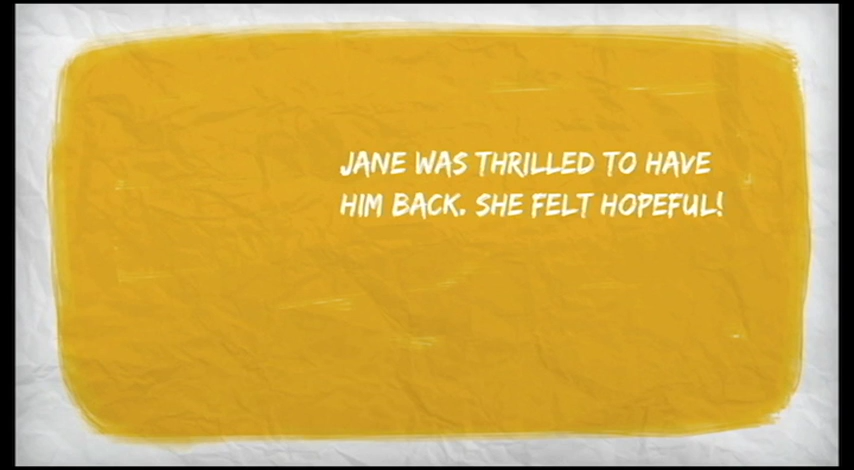 JANE WAS THRILLED TO HAVE
HIM BACK. SHE FELT HOPEFUL!